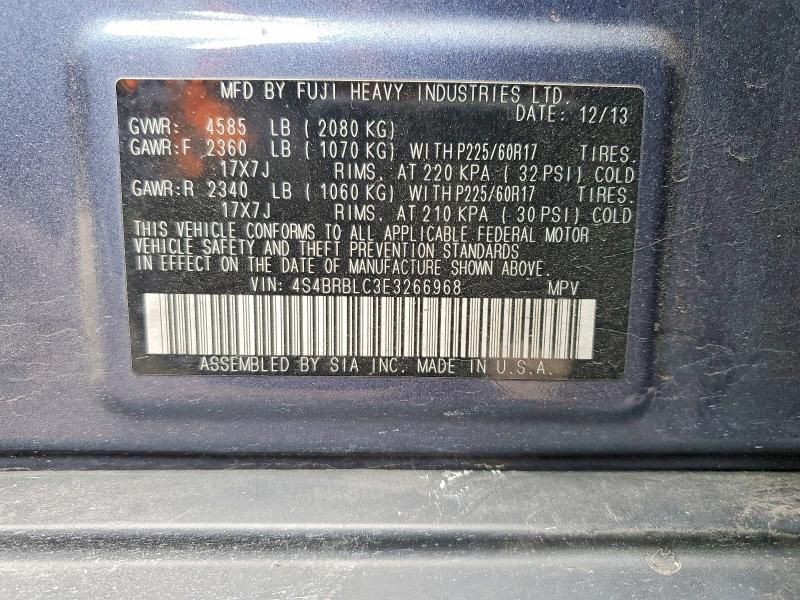 MFD BY FUJI HEAVY INDUSTRIES LTD.
DATE: 12/13
GVWR: 4585 LB (2080 KG)
GAWR:F 2360 LB (1070 KG) WITH P225/60R17 TIRES.
17X7J RIMS. AT 220 KPA ( 32 PSI) COLD
GAWR:R 2340 LB (1060 KG) WITH P225/60R17 TIRES.
17X7J RIMS. AT 210 KPA ( 30 PSI) COLD
THIS VEHICLE CONFORMS TO ALL APPLICABLE FEDERAL MOTOR
VEHICLE SAFETY AND THEFT PREVENTION STANDARDS
IN EFFECT ON THE DATE OF MANUFACTURE SHOWN ABOVE.
VIN: 4S4BRBLC3E3266968 MPV
ASSEMBLED BY SIA INC. MADE IN U.S.A.